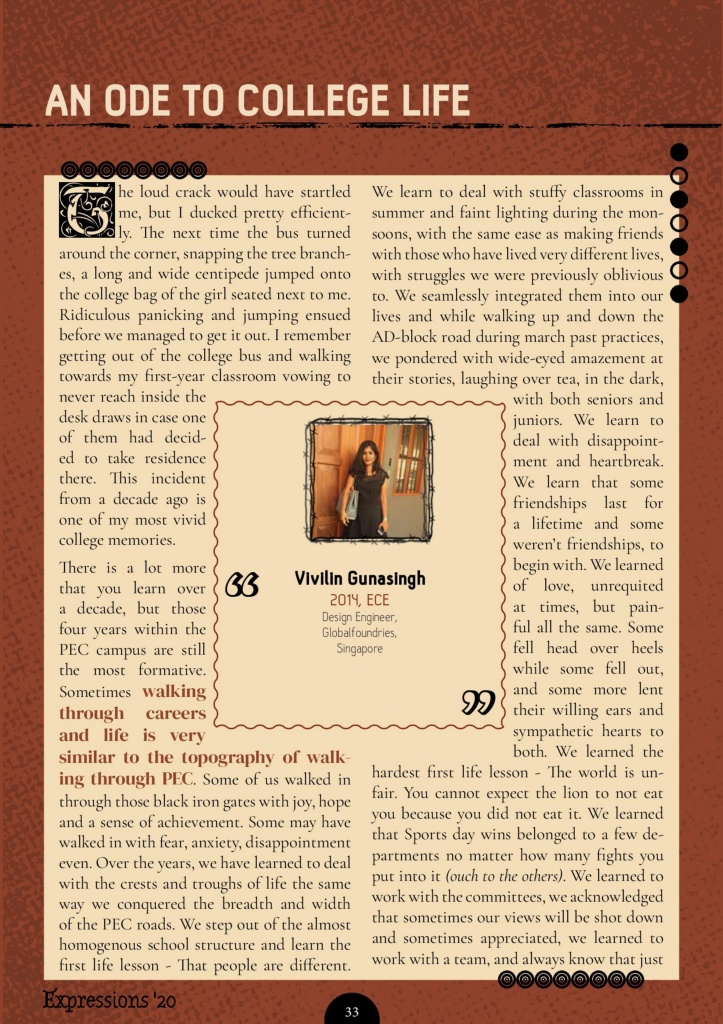 AN ODE TO COLLEGE LIFE
The loud crack would have startled
me, but I ducked pretty efficient-
ly. The next time the bus turned
around the corner, snapping the tree branch-
es, a long and wide centipede jumped onto
the college bag of the girl seated next to me.
Ridiculous panicking and jumping ensued
before we managed to get it out. I remember
getting out of the college bus and walking
towards my first-year classroom vowing to
never reach inside the
desk draws in case one
of them had decid-
ed to take residence
there. This incident
from a decade ago is
one of my most vivid
college memories.
There is a lot more
that you learn over
a decade, but those
four years within the
PEC campus are still
the most formative.
Sometimes walking
through careers
and life is very
similar to the topography of walk-
ing through PEC. Some of us walked in
through those black iron gates with joy, hope
and a sense of achievement. Some may have
walked in with fear, anxiety, disappointment
even. Over the years, we have learned to deal
with the crests and troughs of life the same
way we conquered the breadth and width
of the PEC roads. We step out of the almost
homogenous school structure and learn the
first life lesson - That people are different.
We learn to deal with stuffy classrooms in
summer and faint lighting during the mon-
soons, with the same ease as making friends
with those who have lived very different lives,
with struggles we were previously oblivious
to. We seamlessly integrated them into our
lives and while walking up and down the
AD-block road during march past practices,
we pondered with wide-eyed amazement at
their stories, laughing over tea, in the dark,
with both seniors and
juniors. We learn to
deal with disappoint-
ment and heartbreak.
We learn that some
friendships last for
a lifetime and some
weren't friendships, to
begin with. We learned
of love, unrequited
at times, but pain-
ful all the same. Some
fell head over heels
while some fell out,
and some more lent
their willing ears and
sympathetic hearts to
both. We learned the
hardest first life lesson - The world is un-
fair. You cannot expect the lion to not eat
you because you did not eat it. We learned
that Sports day wins belonged to a few de-
partments no matter how many fights you
put into it (ouch to the others). We learned to
work with the committees, we acknowledged
that sometimes our views will be shot down
and sometimes appreciated, we learned to
work with a team, and always know that just
“
Vivilin Gunasingh
2014, ECE
Design Engineer,
Globalfoundries,
Singapore
”
Expressions '20
33